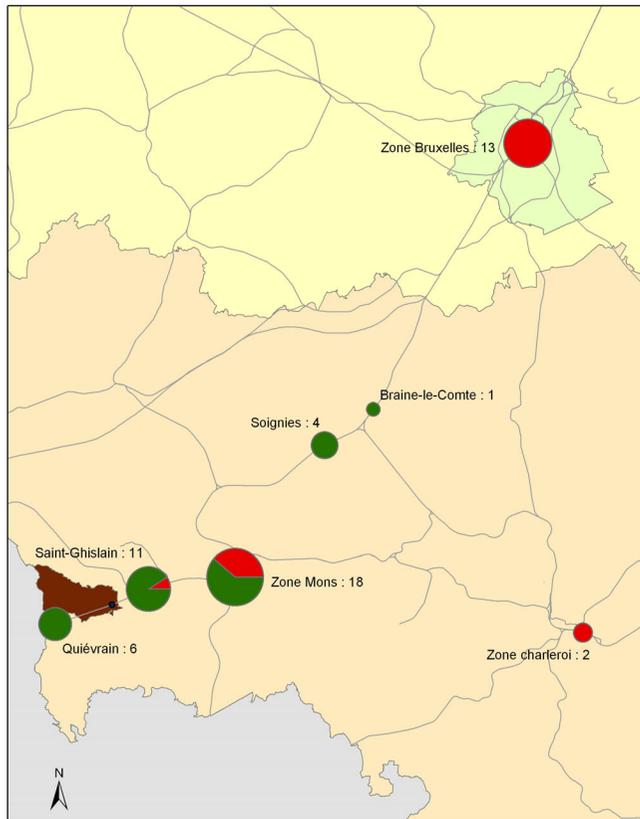 Zone Bruxelles : 13
Braine-le-Comte : 1
Soignies : 4
Saint-Ghislain : 11
Zone Mons : 18
Quiévrain : 6
Zone charleroi : 2
N